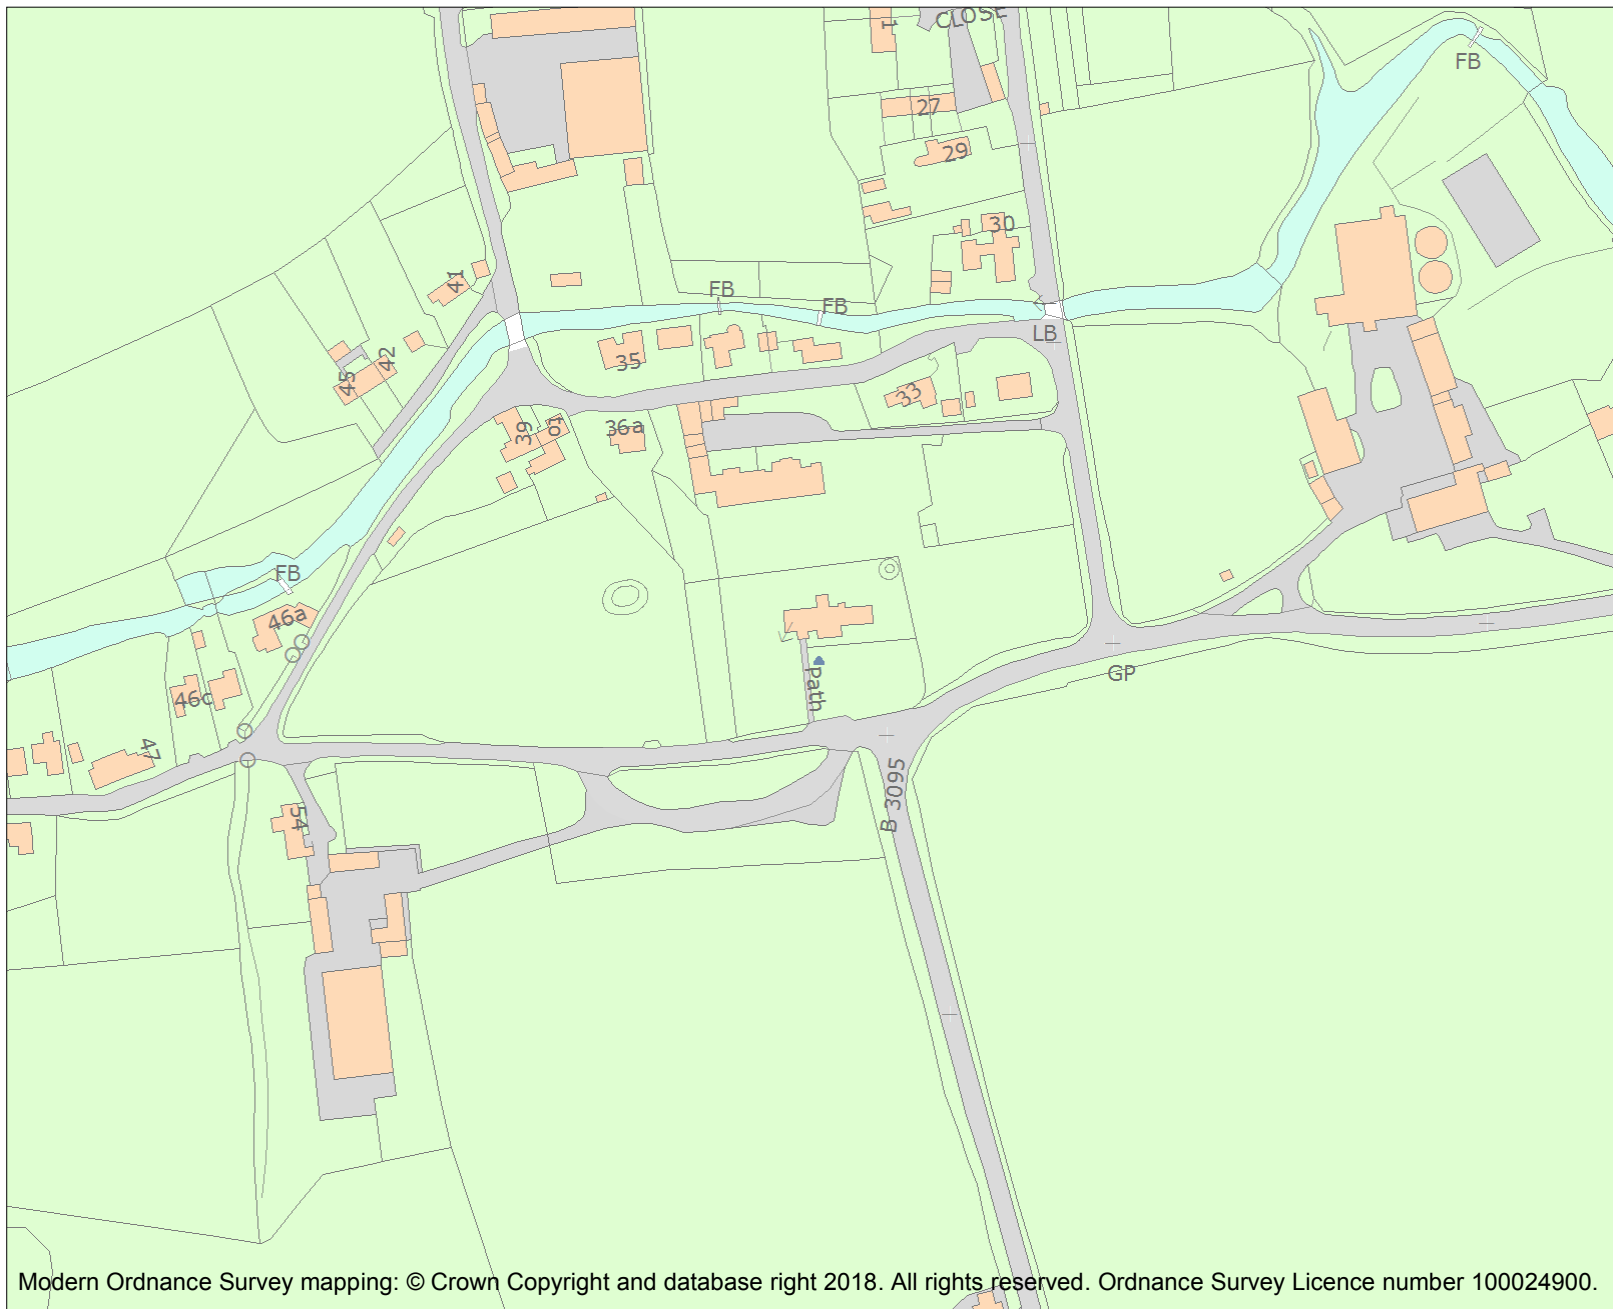 CLOSE
1
FB
27
29
30
41
FB
FB
LB
42
45
35
33
36a
39
40
FB
46a
46c
Path
GP
47
B 3095
54
Modern Ordnance Survey mapping: © Crown Copyright and database right 2018. All rights reserved. Ordnance Survey Licence number 100024900.